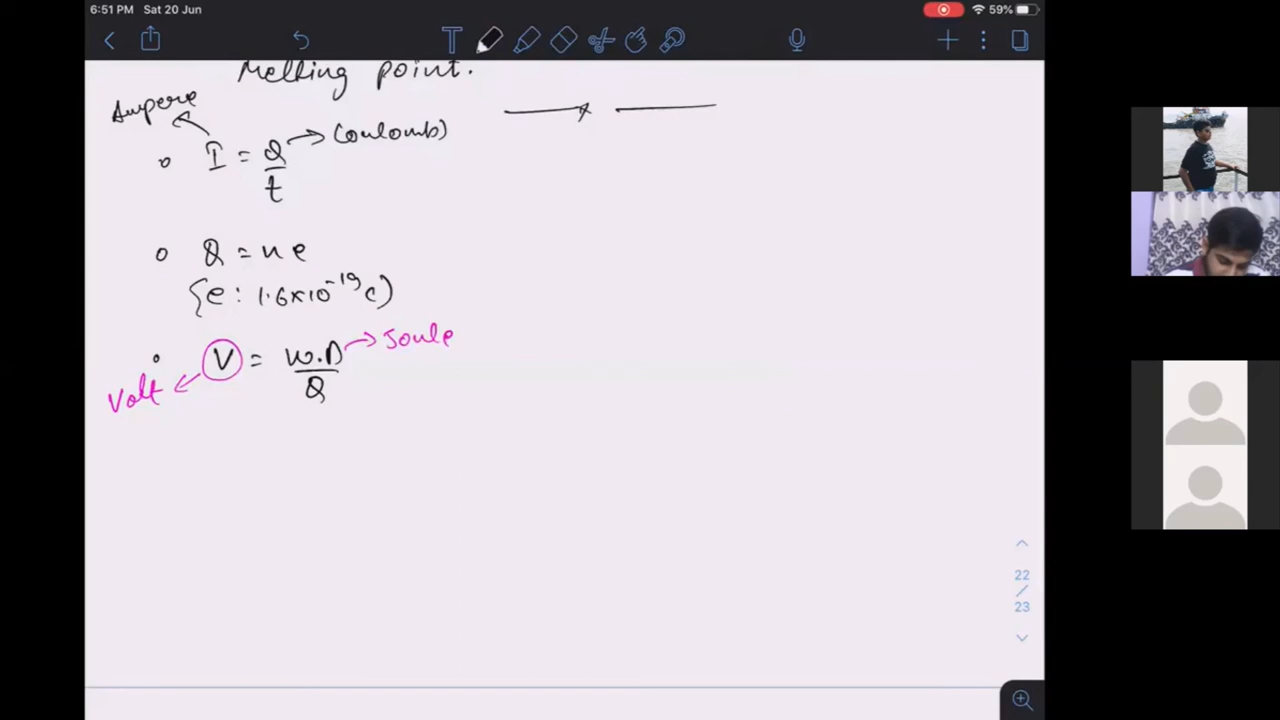 6:51 PM Sat 20 Jun
59%
T
Melting point.
Ampere
I = Q/t → (Coulomb)
Q = ne
{e: 1.6×10⁻¹⁹ C)
V = W.D/Q → Joule
Volt
22
/
23